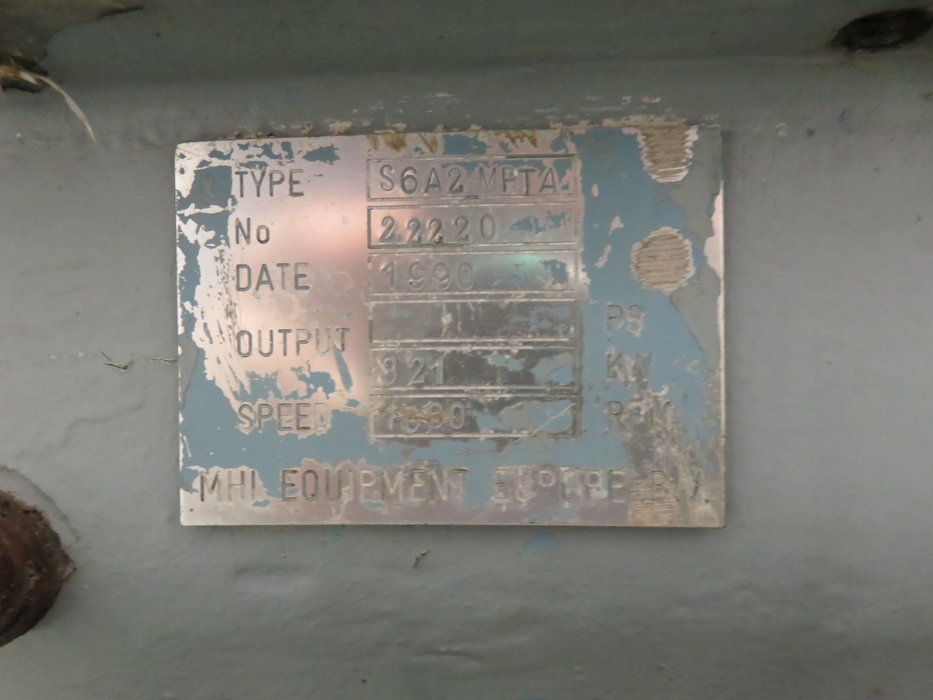 TYPE S6A2 MPTA
No 22220
DATE 1990
PS
OUTPUT 321 KW
SPEED RPM
MHI EQUIPMENT EUROPE B.V.